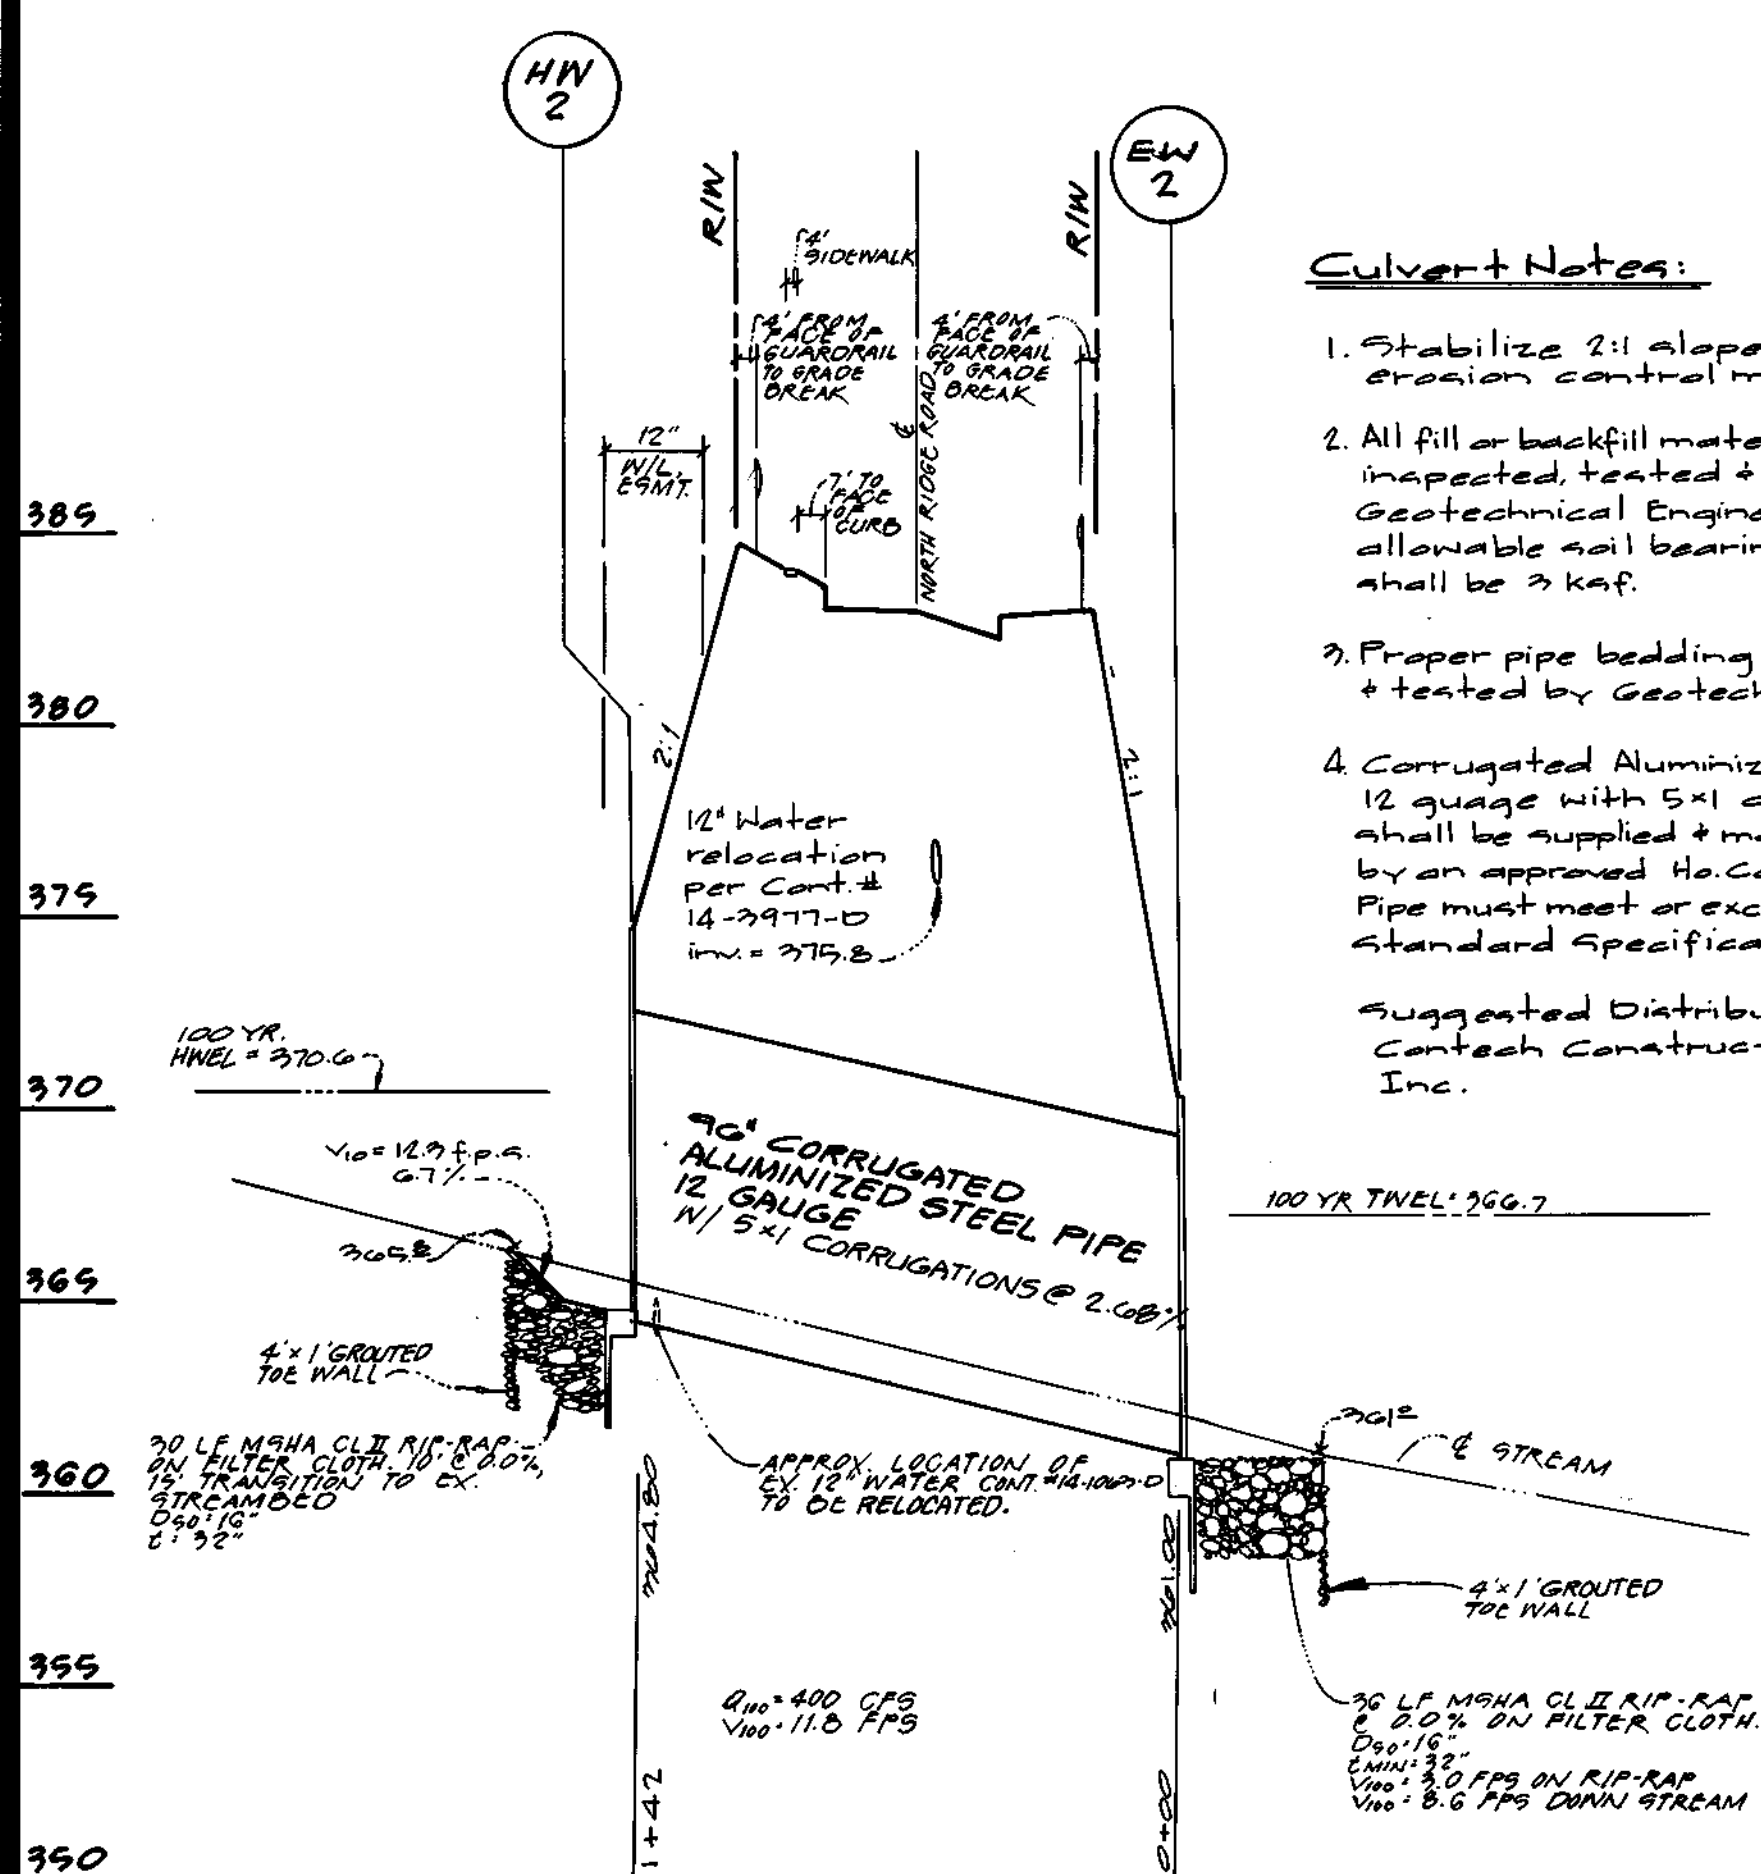 HW
2
EW
2
R/W
R/W
4'
SIDEWALK
4' FROM
FACE OF
GUARDRAIL
TO GRADE
BREAK
4' FROM
FACE OF
GUARDRAIL
TO GRADE
BREAK
12"
W/L
ESMT.
7' TO
FACE
OF
CURB
℄ NORTH RIDGE ROAD
Culvert Notes:
1. Stabilize 2:1 slope
erosion control m
2. All fill or backfill mate
inspected, tested &
Geotechnical Engine
allowable soil bearin
shall be 3 ksf.
3. Proper pipe bedding
& tested by Geotech
4. Corrugated Aluminiz
12 guage with 5x1 c
shall be supplied & ma
by an approved Ho.Co
Pipe must meet or exc
Standard Specifica
Suggested Distribu
Contech Construc
Inc.
385
380
375
370
365
360
355
350
2:1
2:1
12" Water
relocation
per Cont.#
14-3977-D
inv. = 375.8
100 YR.
HWEL = 370.6
V10 = 12.3 f.p.s.
6.7%
365.8
96" CORRUGATED
ALUMINIZED STEEL PIPE
12 GAUGE
W/ 5x1 CORRUGATIONS @ 2.68%
100 YR TWEL = 366.7
4' x 1' GROUTED
TOE WALL
30 LF MSHA CL II RIP-RAP
ON FILTER CLOTH. 10' @ 0.0%,
15' TRANSITION TO EX.
STREAMBED
D50 = 16"
t = 32"
APPROX. LOCATION OF
EX. 12" WATER CONT. #14-1063-D
TO BE RELOCATED.
361±
℄ STREAM
364.80
361.00
4' x 1' GROUTED
TOE WALL
Q100 = 400 CFS
V100 = 11.8 FPS
36 LF MSHA CL II RIP-RAP
@ 0.0% ON FILTER CLOTH.
D50 = 16"
tMIN = 32"
V100 = 3.0 FPS ON RIP-RAP
V100 = 8.6 FPS DOWN STREAM
1+42
0+00